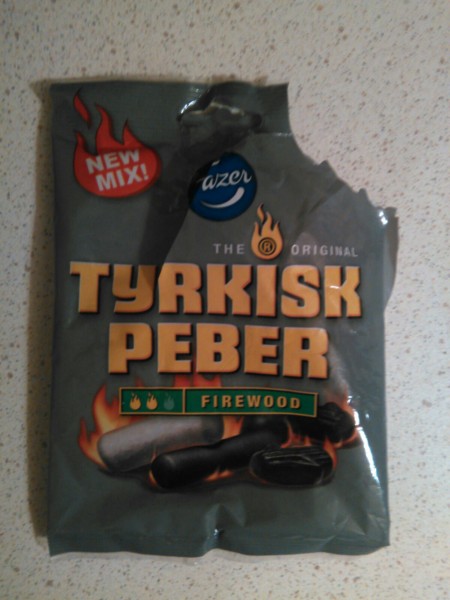 NEW
MIX!
Fazer
THE ® ORIGINAL
TYRKISK
PEBER
FIREWOOD